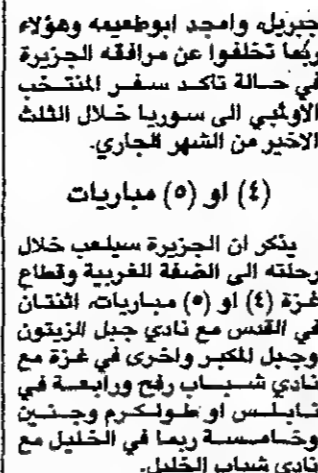 جبريل، وامجد ابوطعيمه وهؤلاء
ربما تخلفوا عن مرافقه الجزيرة
في حالة تاكد سفر المنتخب
الاولمبي الى سوريا خلال الثلث
الاخير من الشهر الجاري.
(٤) او (٥) مباريات
يذكر ان الجزيرة سيلعب خلال
رحلته الى الضفة الغربية وقطاع
غزة (٤) او (٥) مباريات، اثنتان
في القدس مع نادي جبل الزيتون
وجبل المكبر واخرى في غزة مع
نادي شباب رفح ورابعة في
نابلس او طولكرم وجنين
وخامسة ربما في الخليل مع
نادي شباب الخليل.